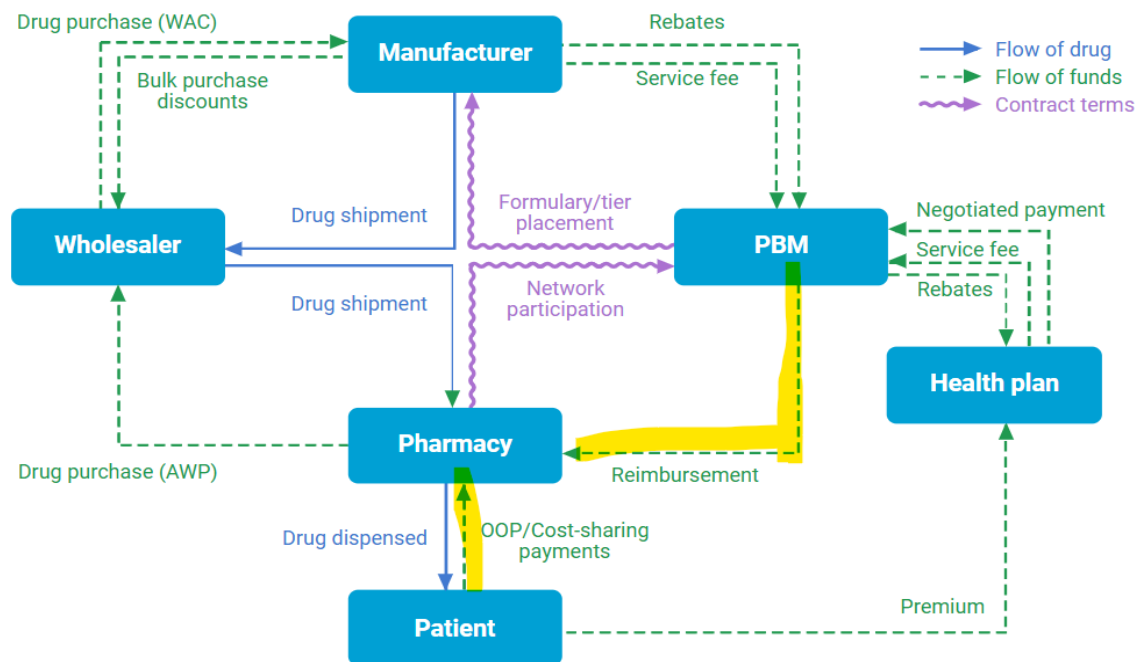 Drug purchase (WAC)
Manufacturer
Rebates
Service fee
Bulk purchase
discounts
Flow of drug
Flow of funds
Contract terms
Drug shipment
Formulary/tier
placement
Wholesaler
PBM
Negotiated payment
Service fee
Rebates
Drug shipment
Network
participation
Health plan
Pharmacy
Drug purchase (AWP)
Reimbursement
Drug dispensed
OOP/Cost-sharing
payments
Patient
Premium